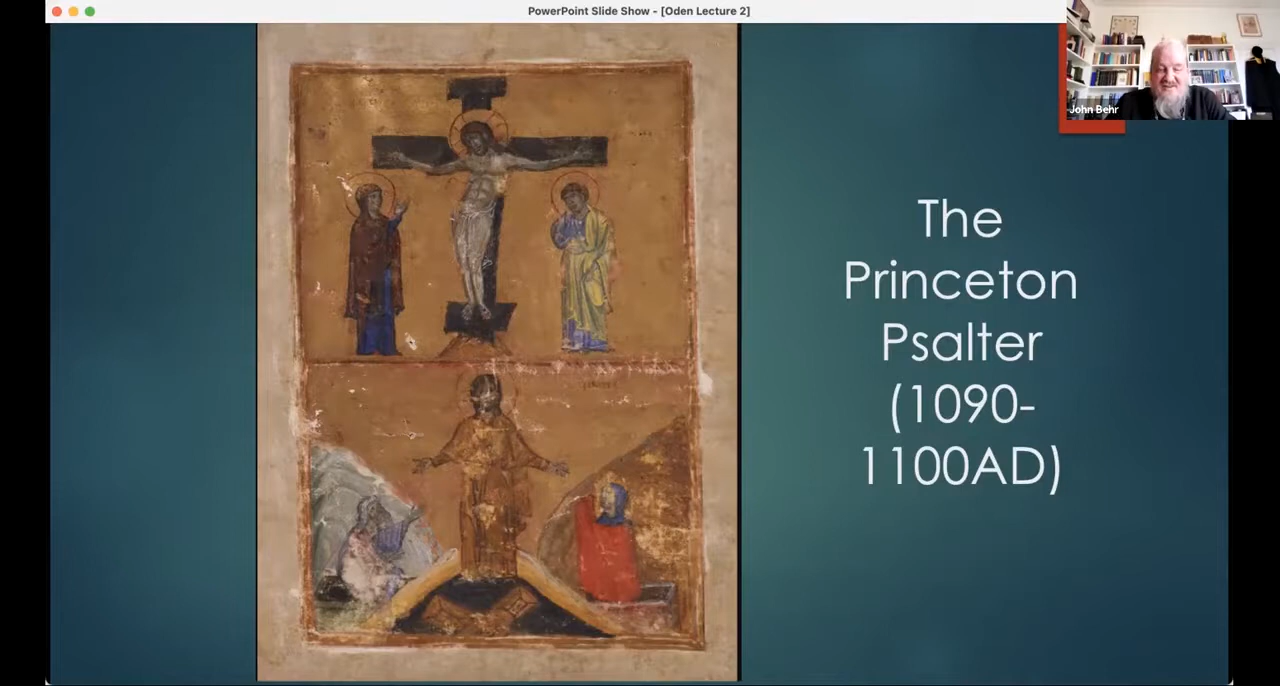 PowerPoint Slide Show - [Oden Lecture 2]
John Behr
The
Princeton
Psalter
(1090-
1100AD)